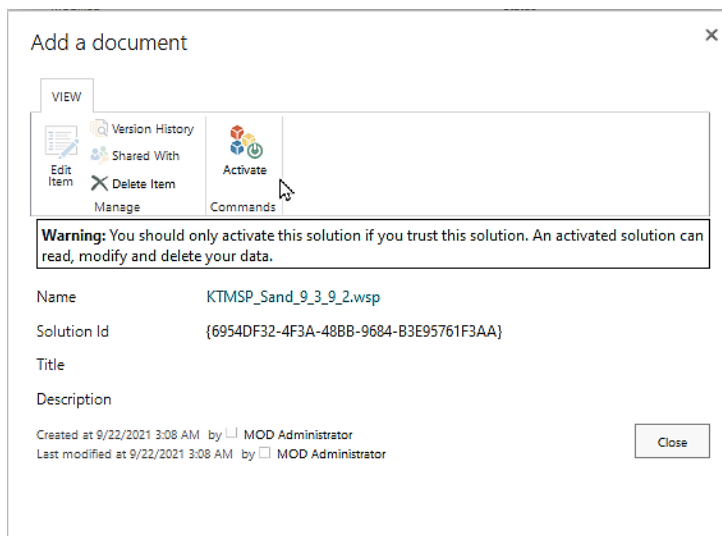 Add a document
VIEW
Edit Item
Version History
Shared With
Delete Item
Activate
Manage
Commands
Warning: You should only activate this solution if you trust this solution. An activated solution can
read, modify and delete your data.
Name KTMSP_Sand_9_3_9_2.wsp
Solution Id {6954DF32-4F3A-48BB-9684-B3E95761F3AA}
Title
Description
Created at 9/22/2021 3:08 AM by MOD Administrator
Last modified at 9/22/2021 3:08 AM by MOD Administrator
Close